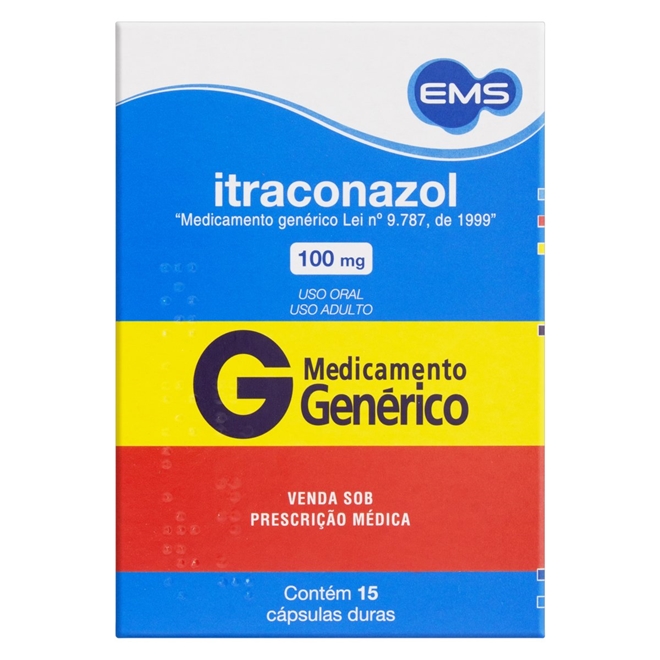 EMS
itraconazol
“Medicamento genérico Lei nº 9.787, de 1999”
100 mg
USO ORAL
USO ADULTO
G Medicamento
Genérico
VENDA SOB
PRESCRIÇÃO MÉDICA
Contém 15
cápsulas duras